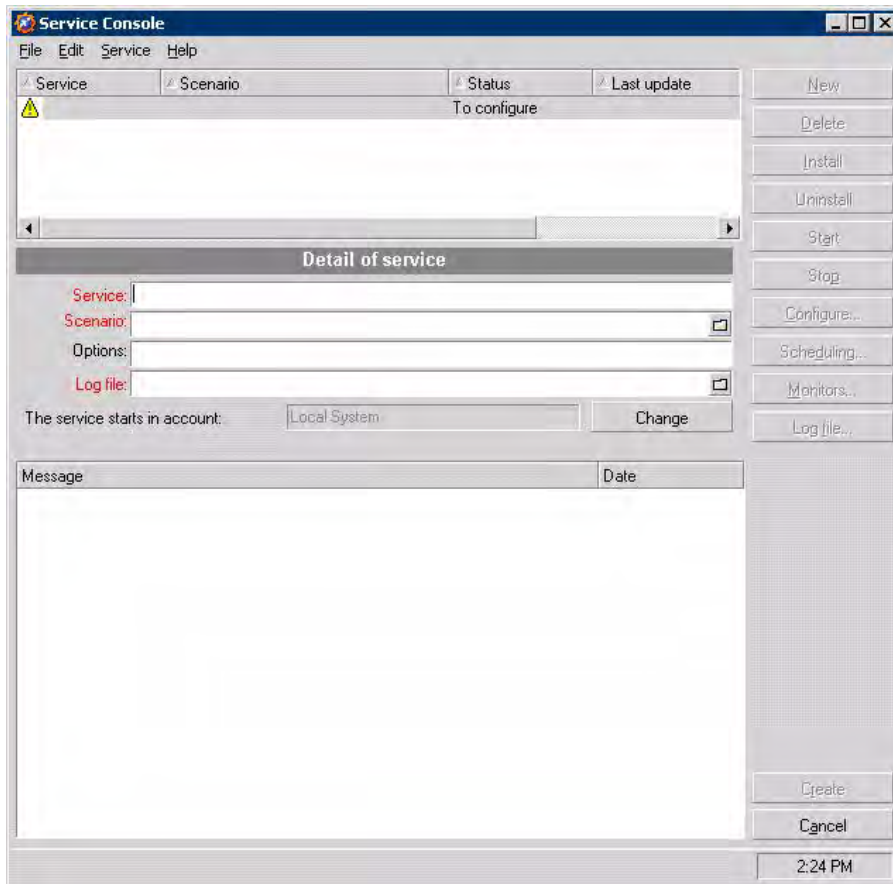 Service Console
File Edit Service Help
Service Scenario Status Last update
To configure
New
Delete
Install
Uninstall
Start
Stop
Configure...
Scheduling...
Monitors...
Log file...
Detail of service
Service:
Scenario:
Options:
Log file:
The service starts in account: Local System Change
Message Date
Create
Cancel
2:24 PM